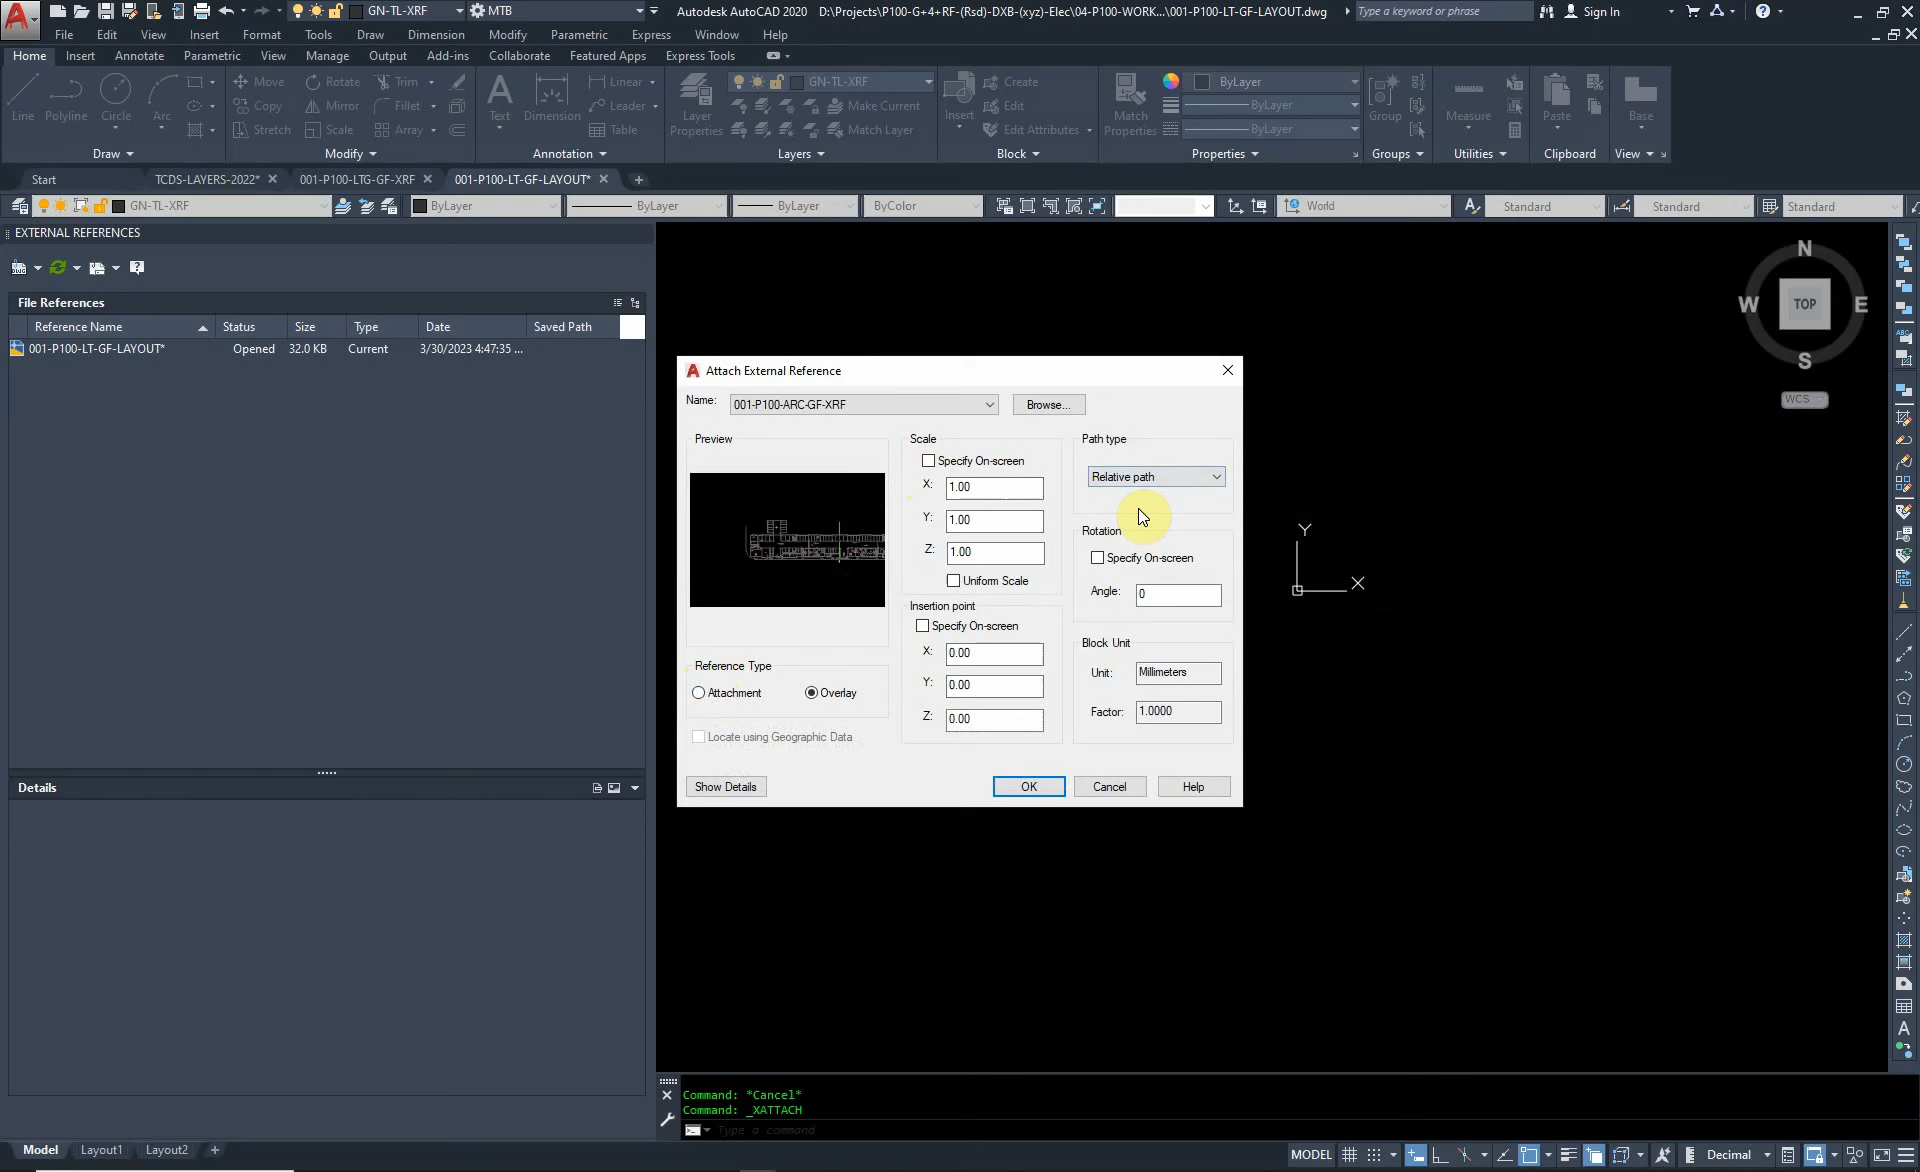 GN-TL-XRF MTB Autodesk AutoCAD 2020 D:\Projects\P100-G+4+RF-(Rsd)-DXB-(xyz)-Elec\04-P100-WORK...\001-P100-LT-GF-LAYOUT.dwg Type a keyword or phrase Sign In
File Edit View Insert Format Tools Draw Dimension Modify Parametric Express Window Help
Home Insert Annotate Parametric View Manage Output Add-ins Collaborate Featured Apps Express Tools
Line Polyline Circle Arc Move Rotate Trim
Copy Mirror Fillet
Stretch Scale Array
Text Dimension Linear
Leader
Table
Layer Properties GN-TL-XRF
Make Current
Match Layer
Insert Create
Edit
Edit Attributes
Match Properties ByLayer
ByLayer
ByLayer
Group Measure Paste Base
Draw Modify Annotation Layers Block Properties Groups Utilities Clipboard View
Start TCDS-LAYERS-2022* 001-P100-LTG-GF-XRF 001-P100-LT-GF-LAYOUT*
GN-TL-XRF ByLayer ByLayer ByLayer ByColor World Standard Standard Standard
EXTERNAL REFERENCES
File References
Reference Name Status Size Type Date Saved Path
001-P100-LT-GF-LAYOUT* Opened 32.0 KB Current 3/30/2023 4:47:35 ...
Details
Attach External Reference
Name: 001-P100-ARC-GF-XRF Browse...
Preview
Reference Type
Attachment Overlay
Locate using Geographic Data
Show Details
Scale
Specify On-screen
X: 1.00
Y: 1.00
Z: 1.00
Uniform Scale
Insertion point
Specify On-screen
X: 0.00
Y: 0.00
Z: 0.00
Path type
Relative path
Rotation
Specify On-screen
Angle: 0
Block Unit
Unit: Millimeters
Factor: 1.0000
OK Cancel Help
N
W TOP E
S
WCS
Y
X
Command: *Cancel*
Command: _XATTACH
Type a command
Model Layout1 Layout2
MODEL Decimal